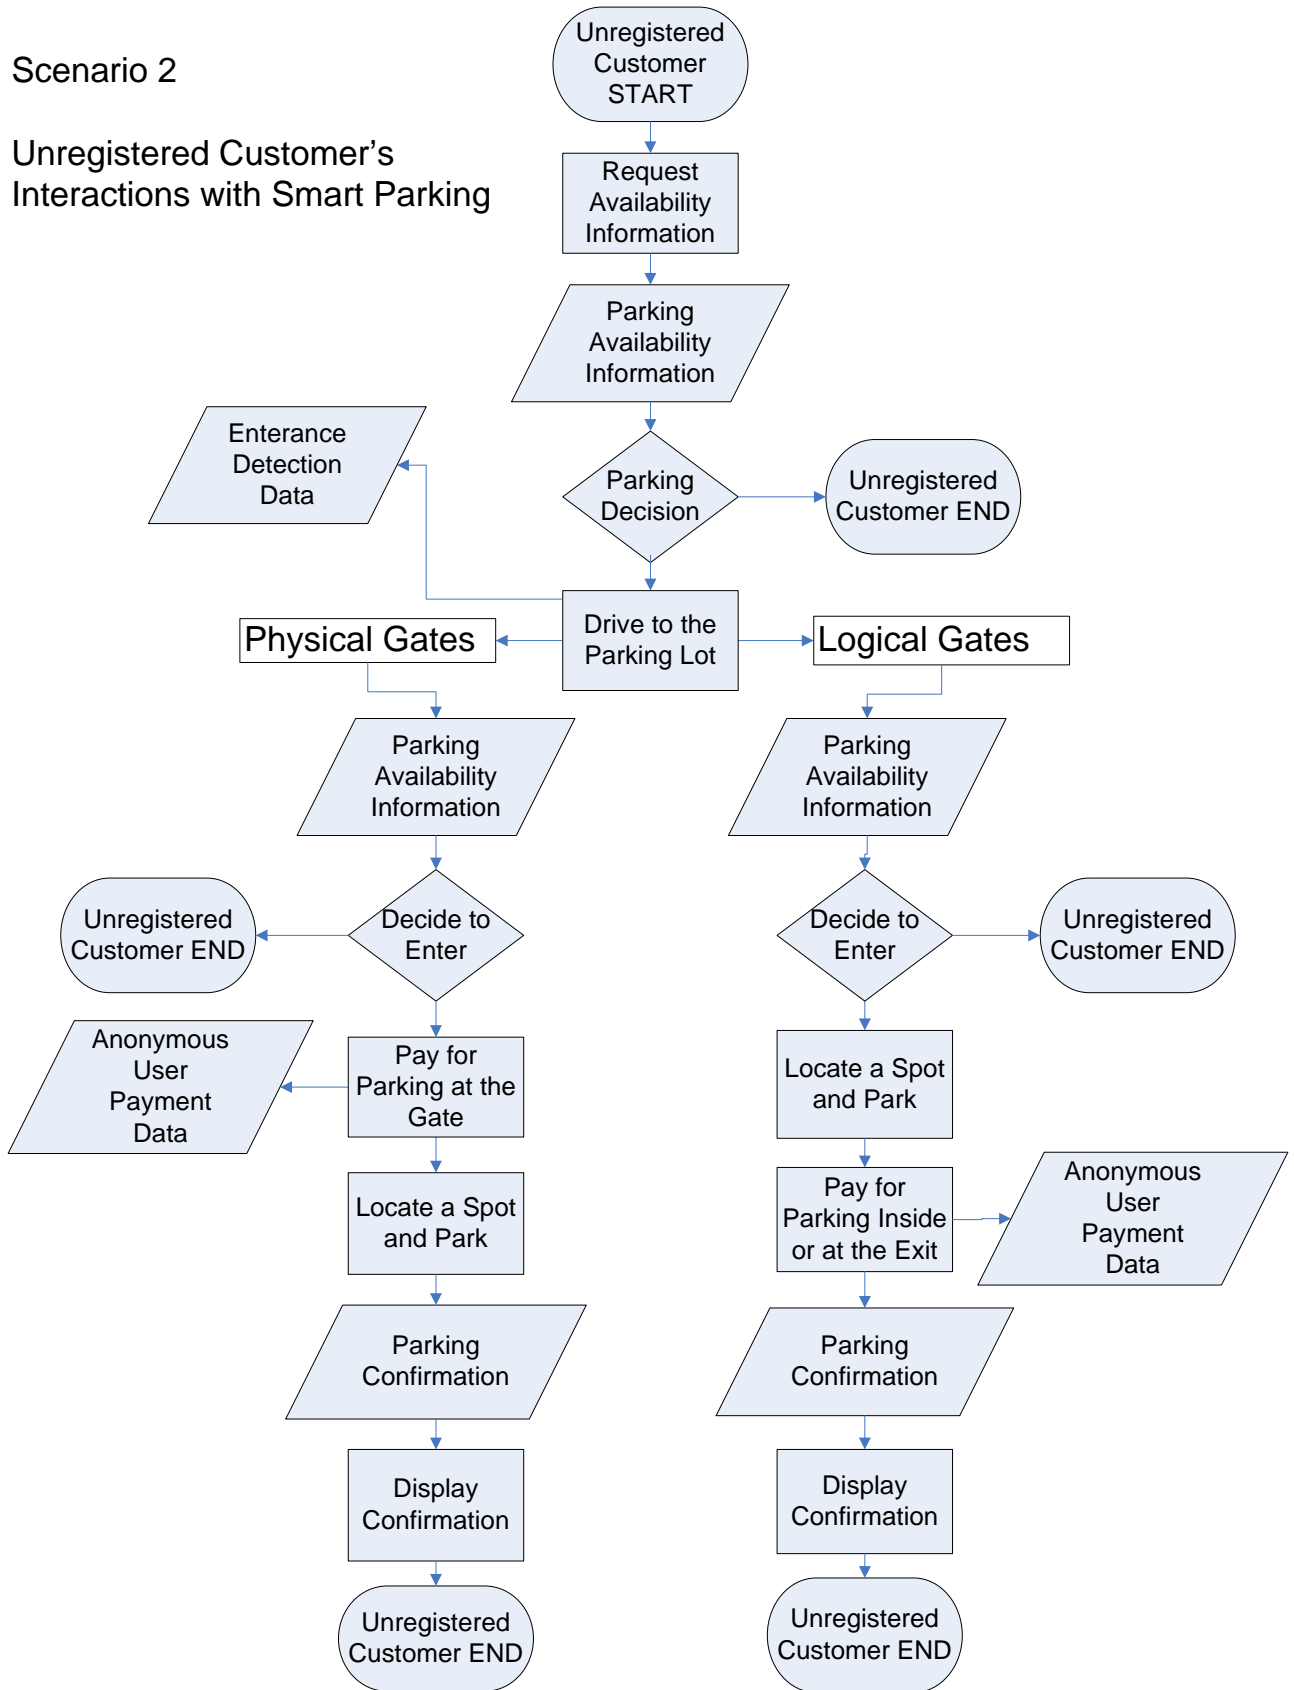 Unregistered
Customer
START
Scenario 2
Unregistered Customer’s
Interactions with Smart Parking
Request
Availability
Information
Parking
Availability
Information
Enterance
Detection
Data
Parking
Decision
Unregistered
Customer END
Drive to the
Parking Lot
Physical Gates
Logical Gates
Parking
Availability
Information
Parking
Availability
Information
Unregistered
Customer END
Decide to
Enter
Decide to
Enter
Unregistered
Customer END
Anonymous
User
Payment
Data
Pay for
Parking at the
Gate
Locate a Spot
and Park
Locate a Spot
and Park
Pay for
Parking Inside
or at the Exit
Anonymous
User
Payment
Data
Parking
Confirmation
Parking
Confirmation
Display
Confirmation
Display
Confirmation
Unregistered
Customer END
Unregistered
Customer END